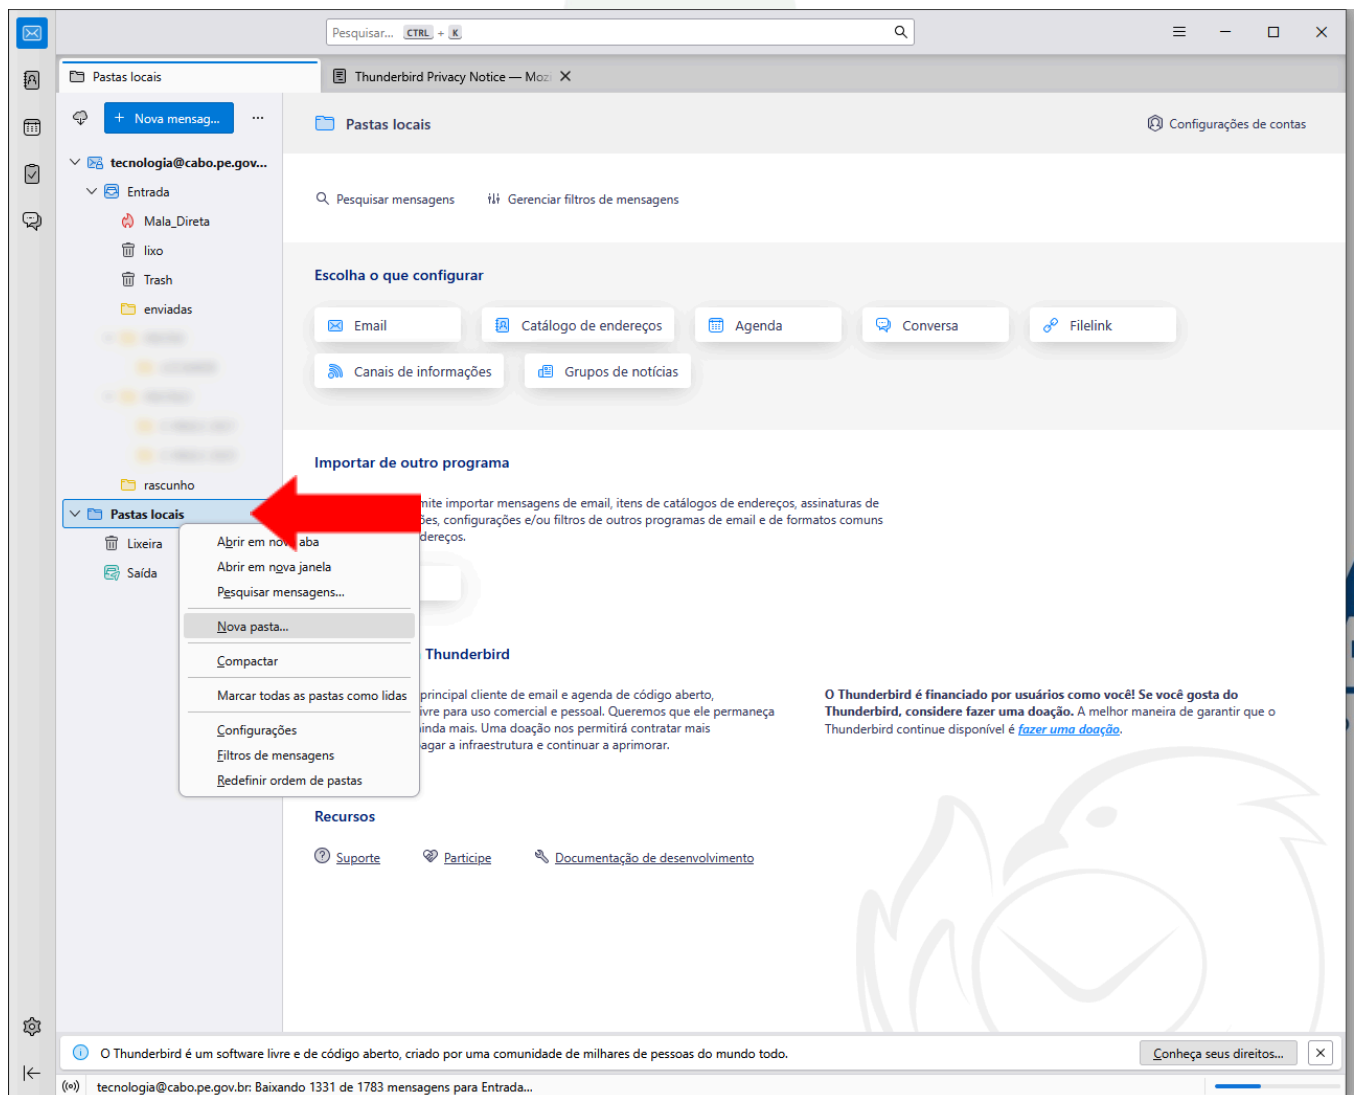 Pesquisar... CTRL + K
Pastas locais
Thunderbird Privacy Notice — Mozi
+ Nova mensag... ...
Pastas locais
Configurações de contas
tecnologia@cabo.pe.gov...
Entrada
Mala_Direta
lixo
Trash
enviadas
rascunho
Pastas locais
Lixeira
Saída
Pesquisar mensagens
Gerenciar filtros de mensagens
Escolha o que configurar
Email
Catálogo de endereços
Agenda
Conversa
Filelink
Canais de informações
Grupos de notícias
Importar de outro programa
mite importar mensagens de email, itens de catálogos de endereços, assinaturas de
ões, configurações e/ou filtros de outros programas de email e de formatos comuns
dereços.
Abrir em nov aba
Abrir em nova janela
Pesquisar mensagens...
Nova pasta...
Compactar
Marcar todas as pastas como lidas
Configurações
Filtros de mensagens
Redefinir ordem de pastas
Thunderbird
principal cliente de email e agenda de código aberto,
ivre para uso comercial e pessoal. Queremos que ele permaneça
ainda mais. Uma doação nos permitirá contratar mais
agar a infraestrutura e continuar a aprimorar.
O Thunderbird é financiado por usuários como você! Se você gosta do
Thunderbird, considere fazer uma doação. A melhor maneira de garantir que o
Thunderbird continue disponível é fazer uma doação.
Recursos
Suporte
Participe
Documentação de desenvolvimento
O Thunderbird é um software livre e de código aberto, criado por uma comunidade de milhares de pessoas do mundo todo.
Conheça seus direitos...
tecnologia@cabo.pe.gov.br: Baixando 1331 de 1783 mensagens para Entrada...